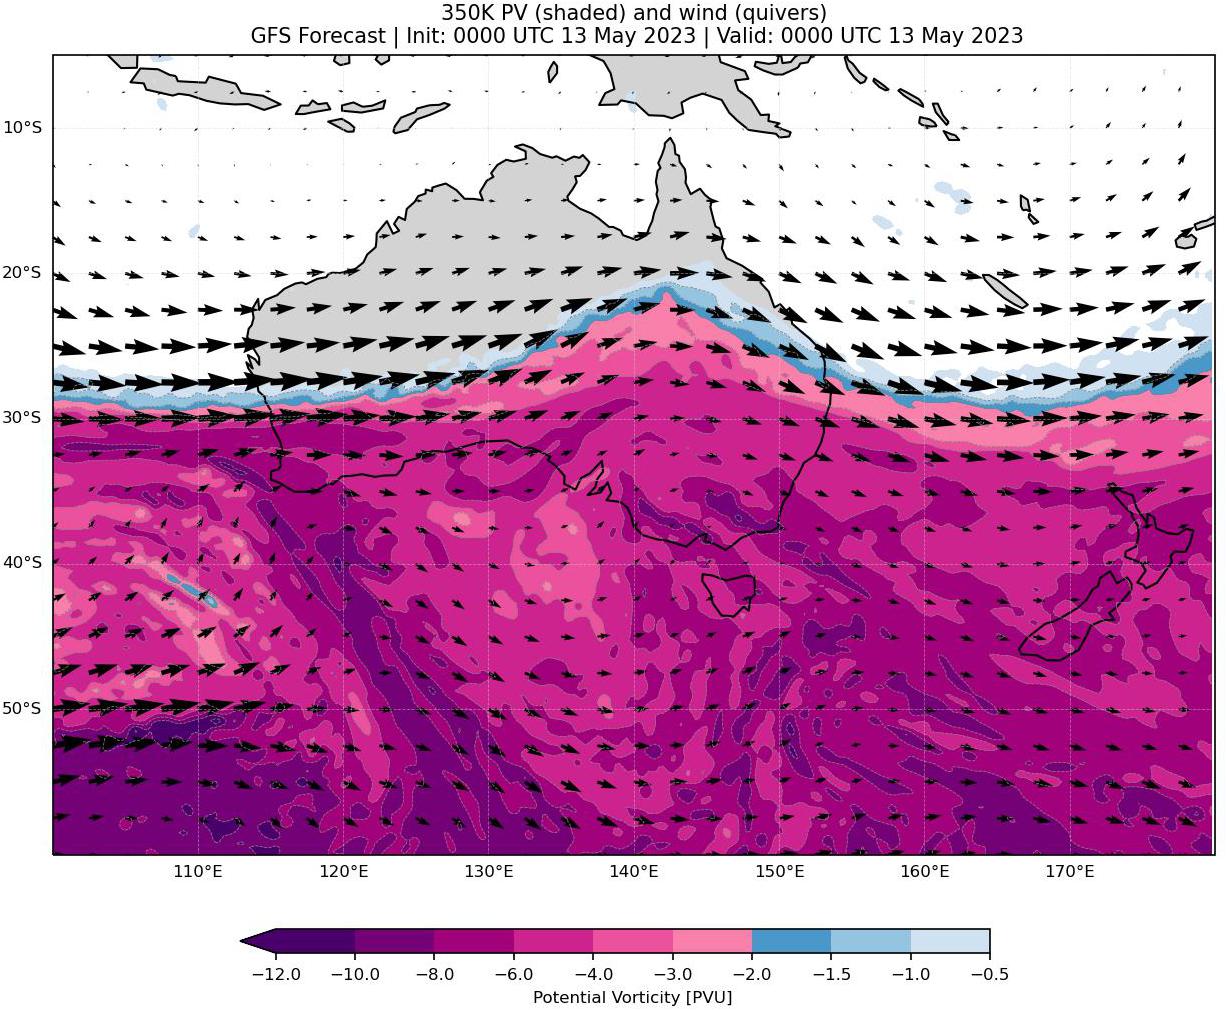 350K PV (shaded) and wind (quivers)
GFS Forecast | Init: 0000 UTC 13 May 2023 | Valid: 0000 UTC 13 May 2023
10°S
20°S
30°S
40°S
50°S
110°E 120°E 130°E 140°E 150°E 160°E 170°E
−12.0 −10.0 −8.0 −6.0 −4.0 −3.0 −2.0 −1.5 −1.0 −0.5
Potential Vorticity [PVU]